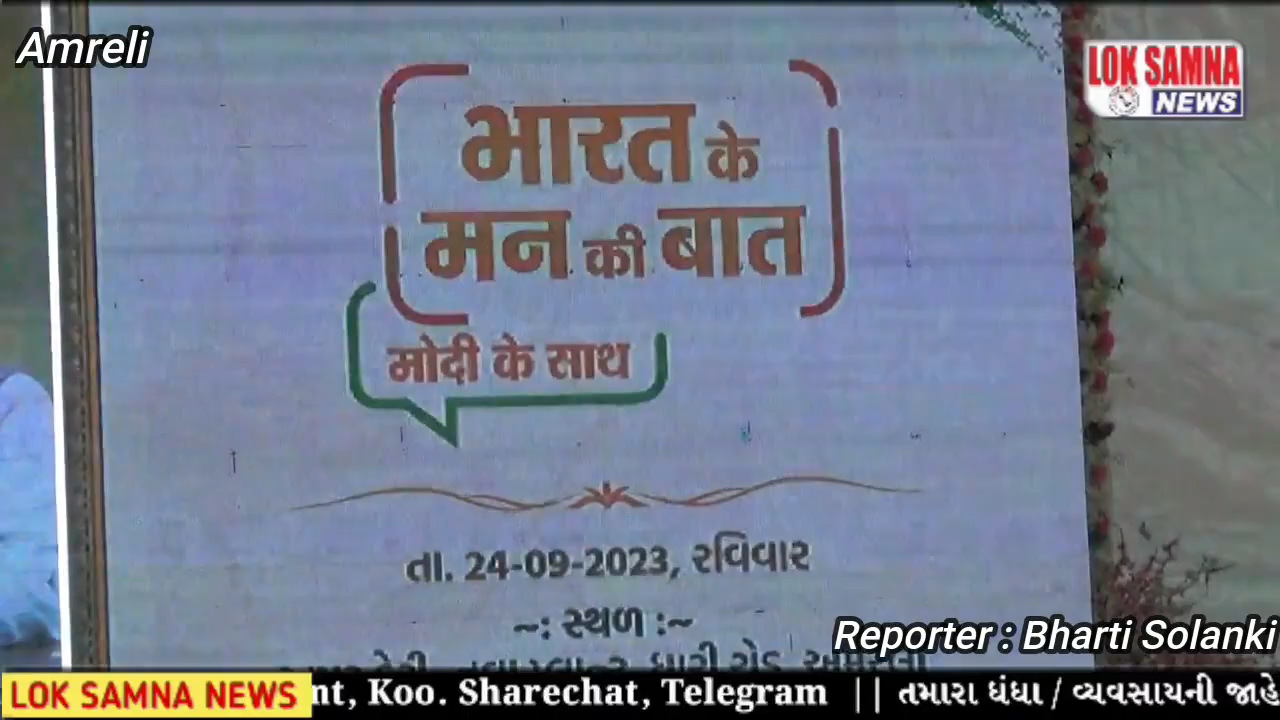 Amreli
LOK SAMNA
NEWS
भारत के
मन की बात
मोदी के साथ
તા. 24-09-2023, રવિવાર
~: સ્થળ :~
Reporter : Bharti Solanki
LOK SAMNA NEWS
nt, Koo. Sharechat, Telegram || તમારા ધંધા / વ્યવસાયની જાહે